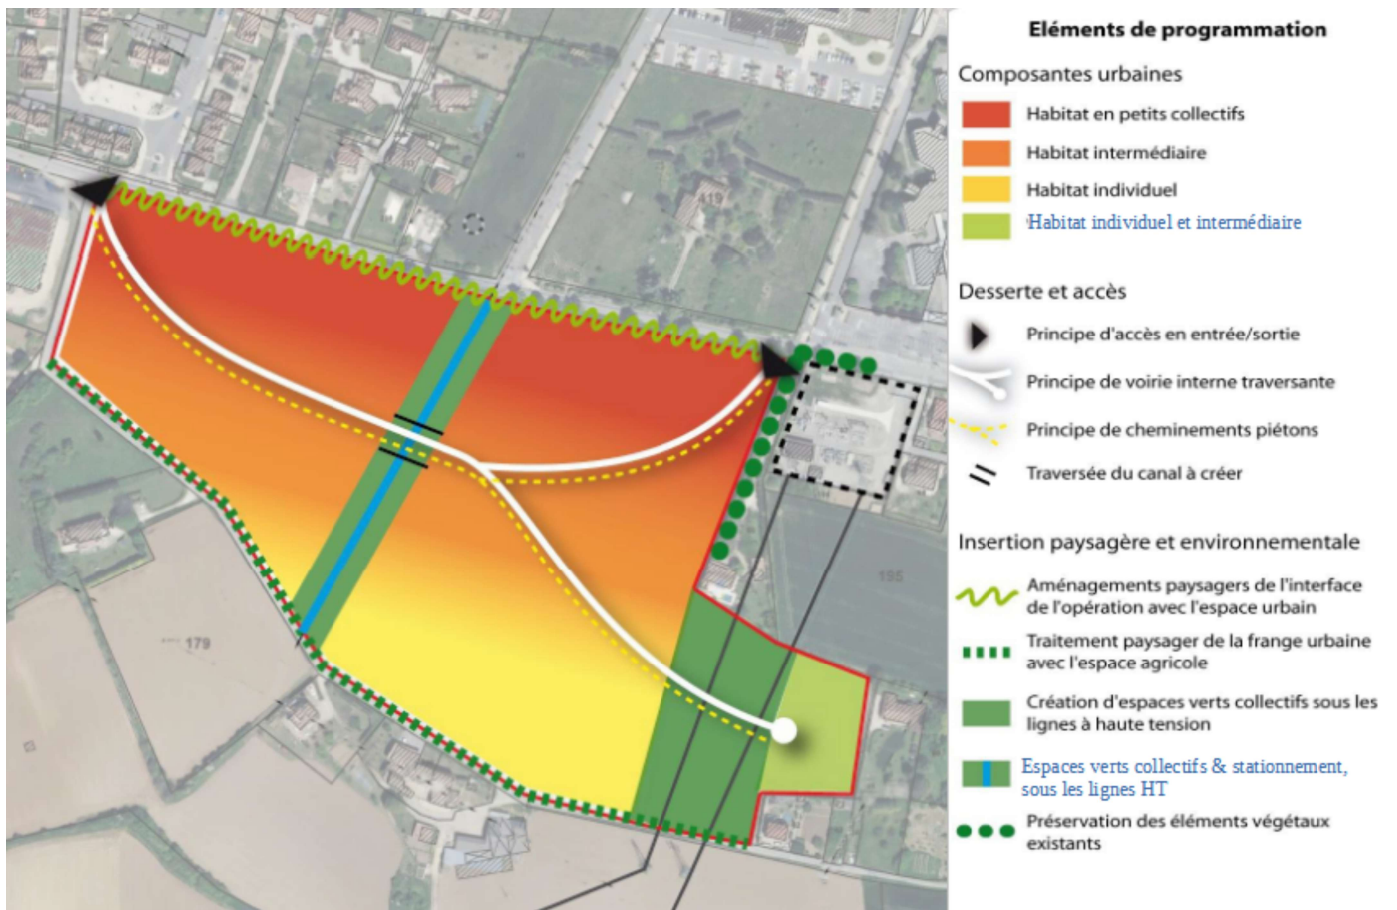 Eléments de programmation
Composantes urbaines
Habitat en petits collectifs
Habitat intermédiaire
Habitat individuel
Habitat individuel et intermédiaire
Desserte et accès
Principe d'accès en entrée/sortie
Principe de voirie interne traversante
Principe de cheminements piétons
Traversée du canal à créer
Insertion paysagère et environnementale
Aménagements paysagers de l'interface
de l'opération avec l'espace urbain
Traitement paysager de la frange urbaine
avec l'espace agricole
Création d'espaces verts collectifs sous les
lignes à haute tension
Espaces verts collectifs & stationnement,
sous les lignes HT
Préservation des éléments végétaux
existants
419
195
179